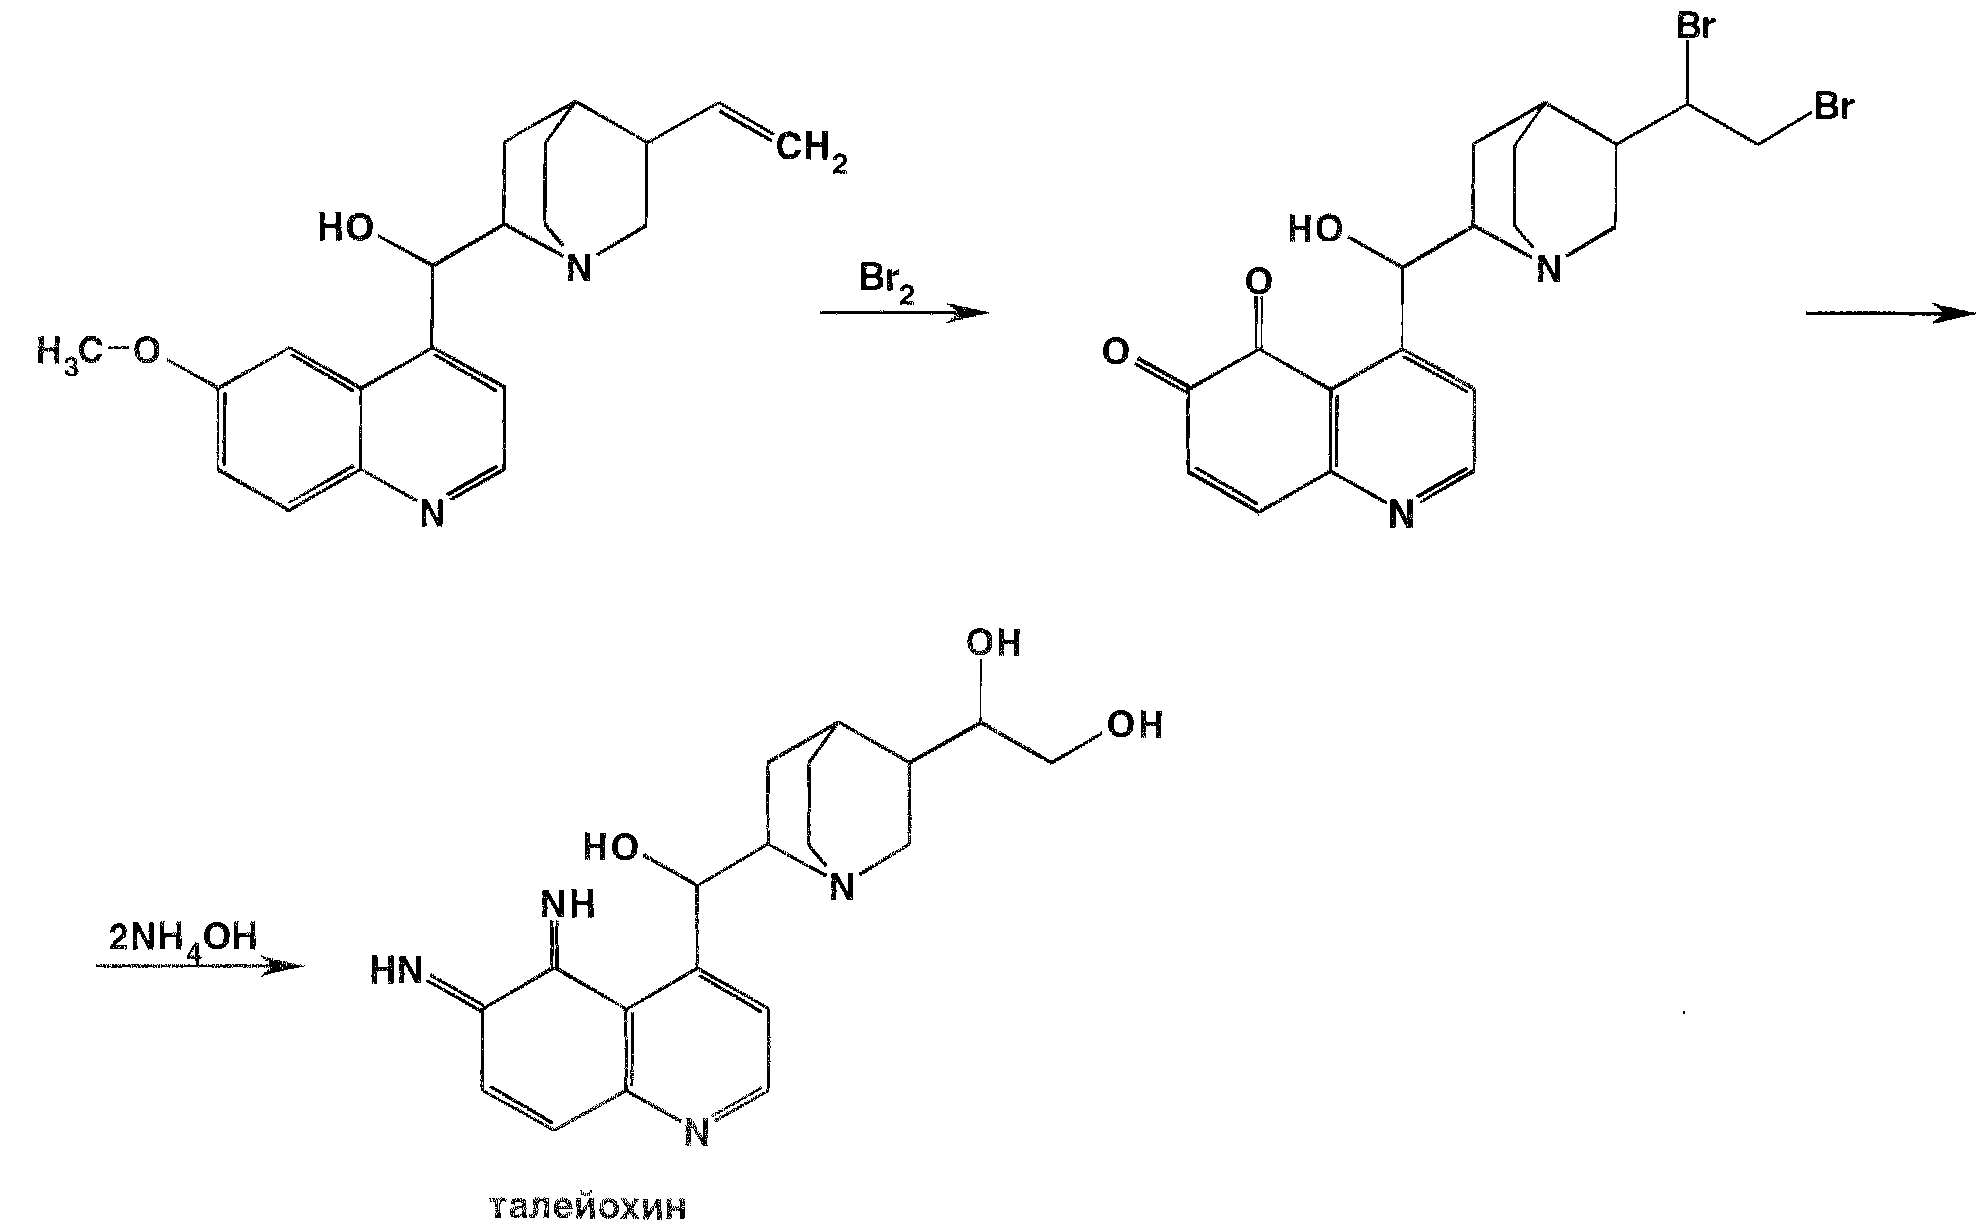 Br
Br
CH2
HO
N
HO
N
Br2
O
O
H3C-O
N
N
OH
OH
HO
N
NH
2NH4OH
HN
N
талейохин